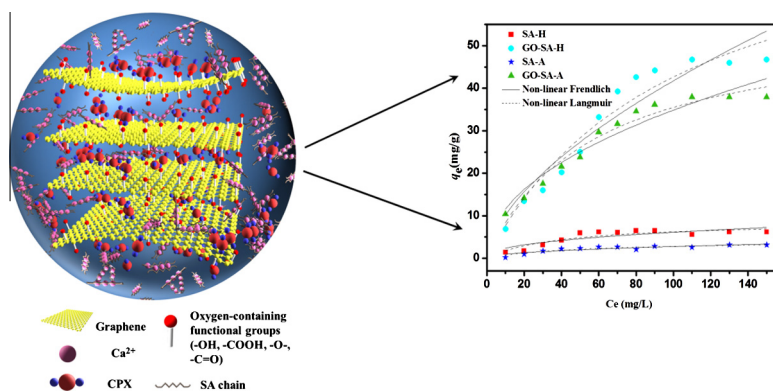 Graphene
Ca2+
CPX
Oxygen-containing
functional groups
(-OH, -COOH, -O-,
-C=O)
SA chain
SA-H
GO-SA-H
SA-A
GO-SA-A
Non-linear Frendlich
Non-linear Langmuir
qe(mg/g)
50
40
30
20
10
0
0 20 40 60 80 100 120 140
Ce (mg/L)